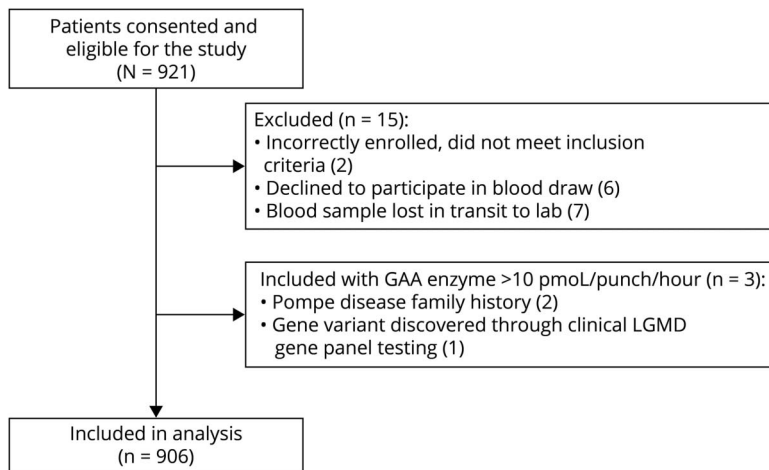 Patients consented and
eligible for the study
(N = 921)
Excluded (n = 15):
• Incorrectly enrolled, did not meet inclusion
criteria (2)
• Declined to participate in blood draw (6)
• Blood sample lost in transit to lab (7)
Included with GAA enzyme >10 pmoL/punch/hour (n = 3):
• Pompe disease family history (2)
• Gene variant discovered through clinical LGMD
gene panel testing (1)
Included in analysis
(n = 906)